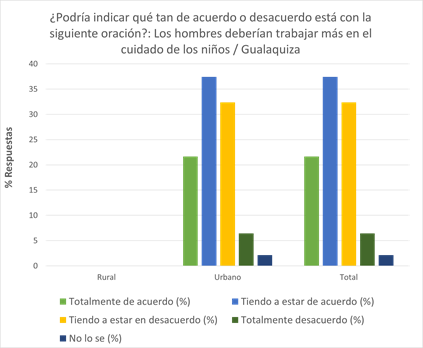 ¿Podría indicar qué tan de acuerdo o desacuerdo está con la
siguiente oración?: Los hombres deberían trabajar más en el
cuidado de los niños / Gualaquiza
% Respuestas
40
35
30
25
20
15
10
5
0
Rural Urbano Total
Totalmente de acuerdo (%) Tiendo a estar de acuerdo (%)
Tiendo a estar en desacuerdo (%) Totalmente desacuerdo (%)
No lo se (%)